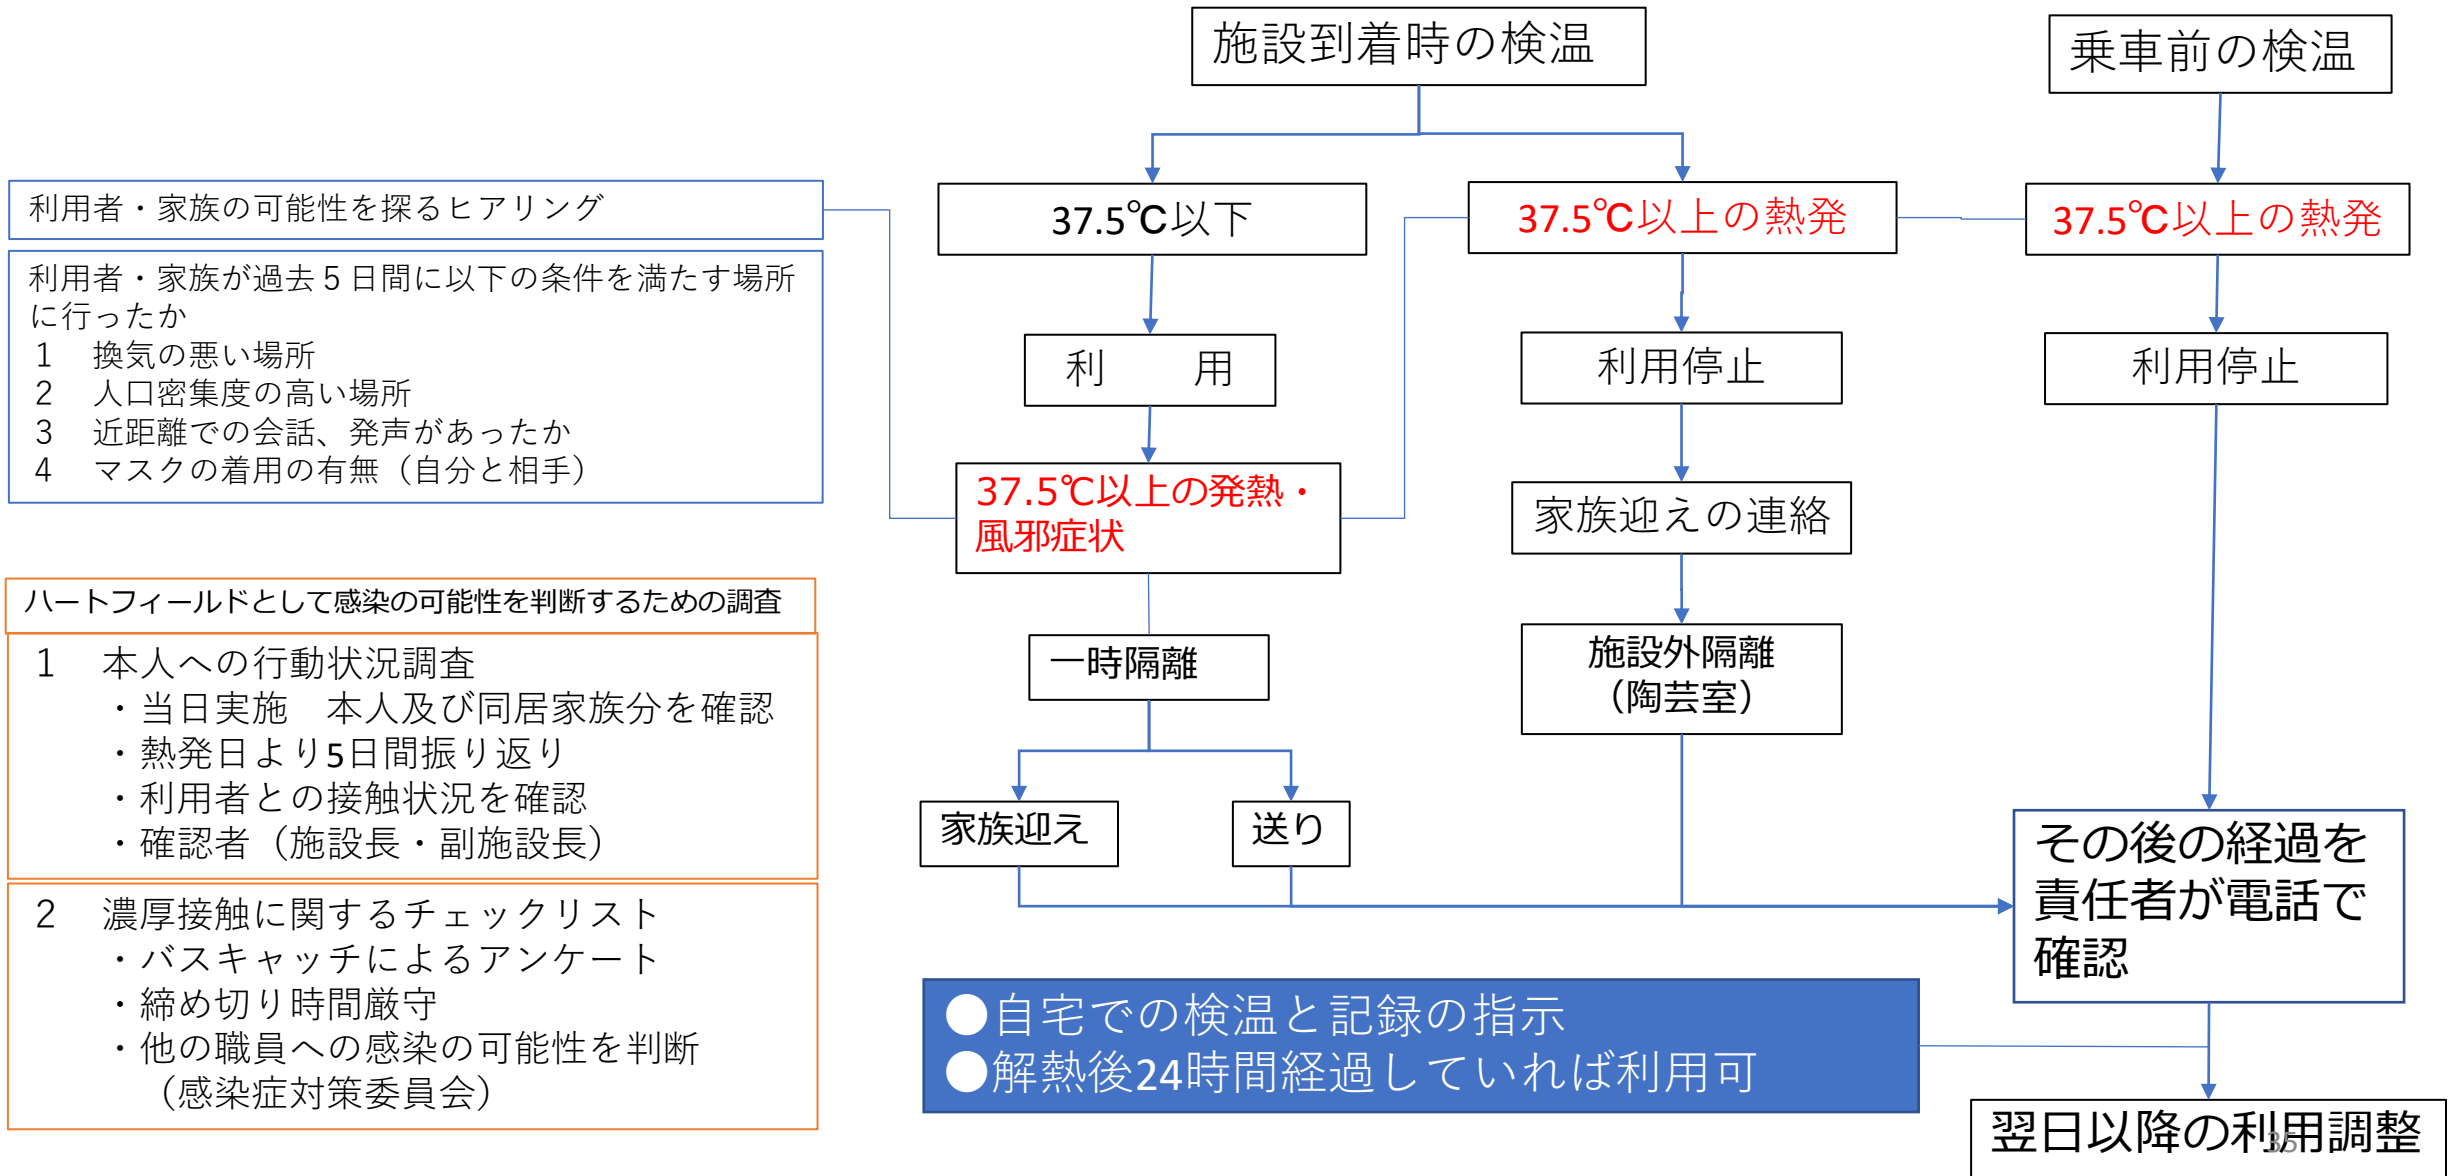 施設到着時の検温
乗車前の検温
利用者・家族の可能性を探るヒアリング
37.5℃以下
37.5℃以上の熱発
37.5℃以上の熱発
利用者・家族が過去５日間に以下の条件を満たす場所
に行ったか
１　換気の悪い場所
２　人口密集度の高い場所
３　近距離での会話、発声があったか
４　マスクの着用の有無（自分と相手）
利　　用
利用停止
利用停止
37.5℃以上の発熱・
風邪症状
家族迎えの連絡
ハートフィールドとして感染の可能性を判断するための調査
１　本人への行動状況調査
・当日実施　本人及び同居家族分を確認
・熱発日より5日間振り返り
・利用者との接触状況を確認
・確認者（施設長・副施設長）
一時隔離
施設外隔離
（陶芸室）
家族迎え
送り
その後の経過を
責任者が電話で
確認
２　濃厚接触に関するチェックリスト
・バスキャッチによるアンケート
・締め切り時間厳守
・他の職員への感染の可能性を判断
（感染症対策委員会）
●自宅での検温と記録の指示
●解熱後24時間経過していれば利用可
翌日以降の利用調整
35